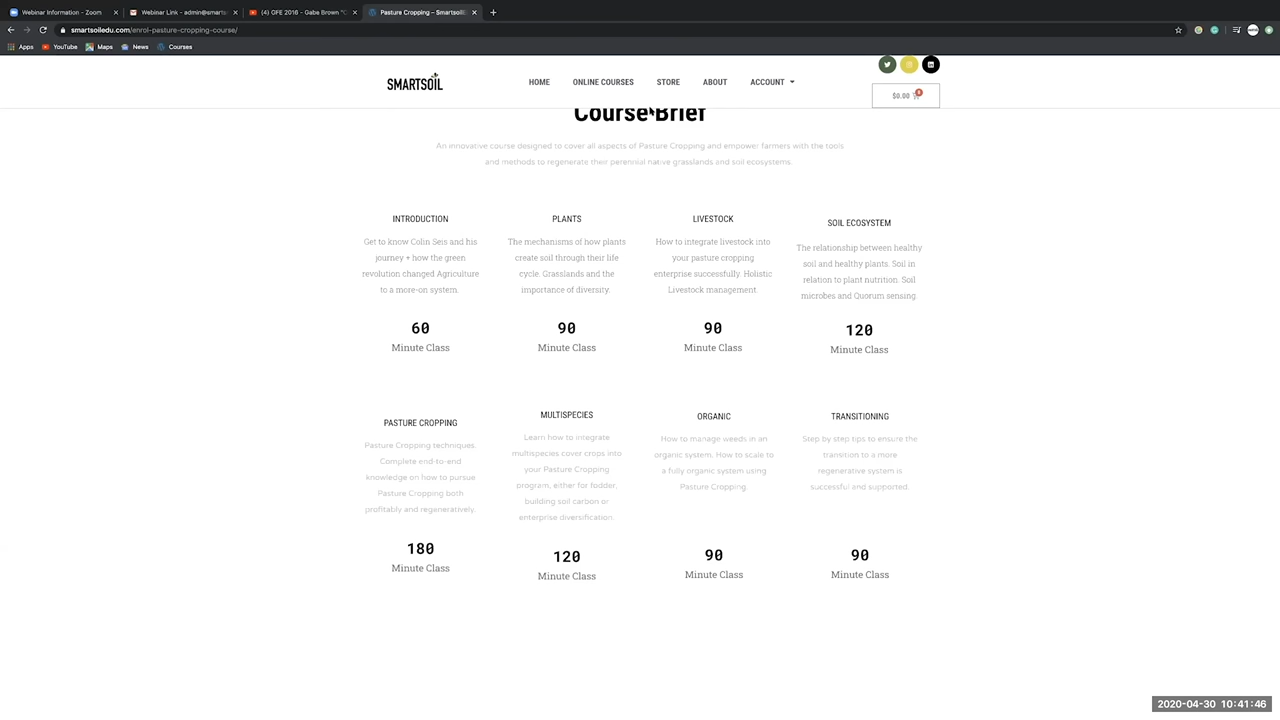 Webinar Information - Zoom
Webinar Link - admin@smarts
(4) GFE 2016 - Gabe Brown "C
Pasture Cropping – Smartsoil
smartsoiledu.com/enrol-pasture-cropping-course/
Apps
YouTube
Maps
News
Courses
SMARTSOIL
HOME
ONLINE COURSES
STORE
ABOUT
ACCOUNT
$0.00
0
Course Brief
An innovative course designed to cover all aspects of Pasture Cropping and empower farmers with the tools
and methods to regenerate their perennial native grasslands and soil ecosystems.
INTRODUCTION
Get to know Colin Seis and his
journey + how the green
revolution changed Agriculture
to a more-on system.
60
Minute Class
PLANTS
The mechanisms of how plants
create soil through their life
cycle. Grasslands and the
importance of diversity.
90
Minute Class
LIVESTOCK
How to integrate livestock into
your pasture cropping
enterprise successfully. Holistic
Livestock management.
90
Minute Class
SOIL ECOSYSTEM
The relationship between healthy
soil and healthy plants. Soil in
relation to plant nutrition. Soil
microbes and Quorum sensing.
120
Minute Class
PASTURE CROPPING
Pasture Cropping techniques.
Complete end-to-end
knowledge on how to pursue
Pasture Cropping both
profitably and regeneratively.
180
Minute Class
MULTISPECIES
Learn how to integrate
multispecies cover crops into
your Pasture Cropping
program, either for fodder,
building soil carbon or
enterprise diversification.
120
Minute Class
ORGANIC
How to manage weeds in an
organic system. How to scale to
a fully organic system using
Pasture Cropping.
90
Minute Class
TRANSITIONING
Step by step tips to ensure the
transition to a more
regenerative system is
successful and supported.
90
Minute Class
2020-04-30 10:41:46